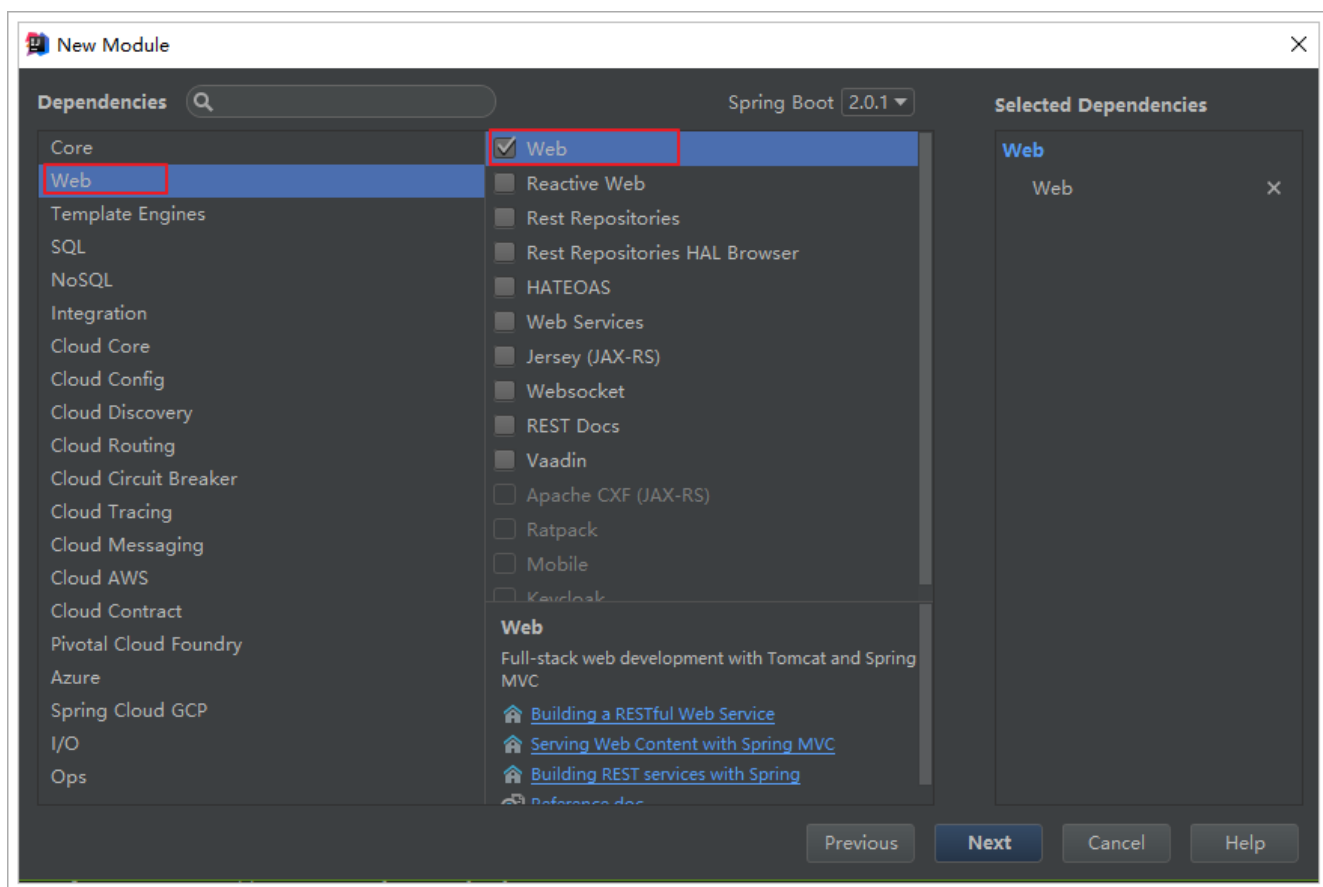 New Module
Dependencies
Spring Boot 2.0.1
Selected Dependencies
Core
Web
Template Engines
SQL
NoSQL
Integration
Cloud Core
Cloud Config
Cloud Discovery
Cloud Routing
Cloud Circuit Breaker
Cloud Tracing
Cloud Messaging
Cloud AWS
Cloud Contract
Pivotal Cloud Foundry
Azure
Spring Cloud GCP
I/O
Ops
Web
Reactive Web
Rest Repositories
Rest Repositories HAL Browser
HATEOAS
Web Services
Jersey (JAX-RS)
Websocket
REST Docs
Vaadin
Apache CXF (JAX-RS)
Ratpack
Mobile
Keycloak
Web
Full-stack web development with Tomcat and Spring
MVC
Building a RESTful Web Service
Serving Web Content with Spring MVC
Building REST services with Spring
Reference doc
Web
Web
Previous
Next
Cancel
Help